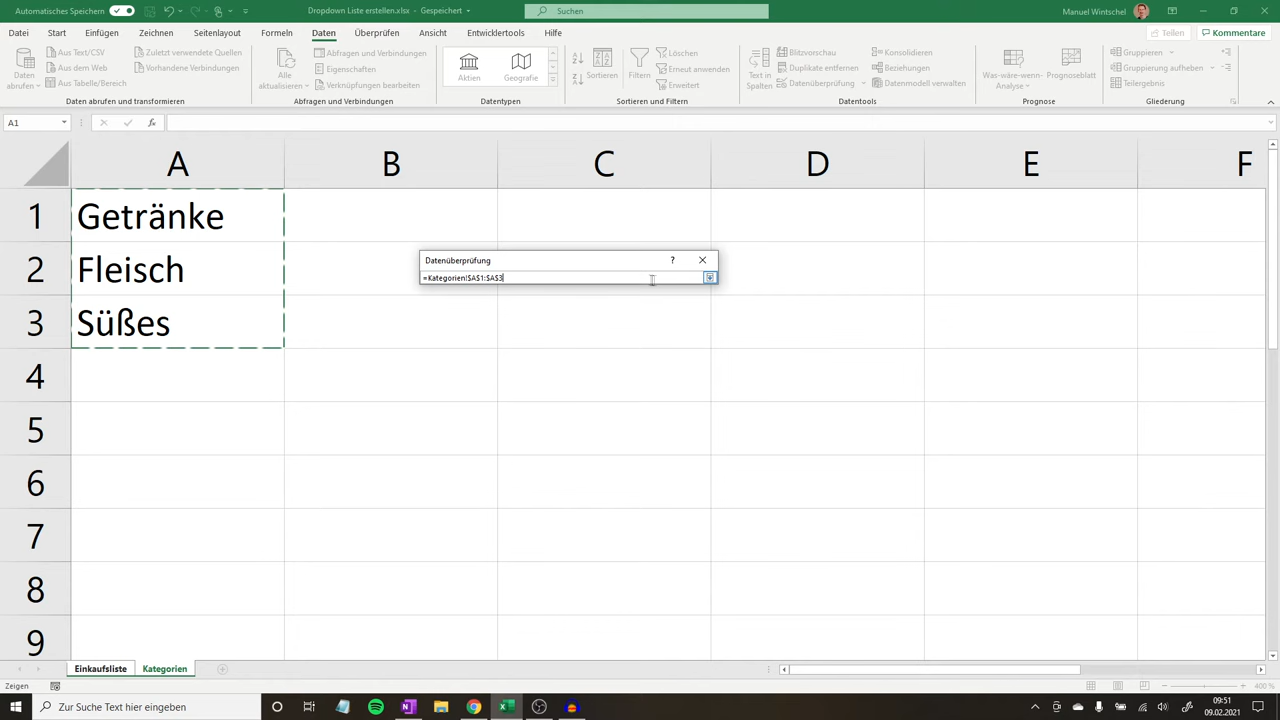 Automatisches Speichern
Dropdown Liste erstellen.xlsx - Gespeichert
Suchen
Manuel Wintschel
Datei Start Einfügen Zeichnen Seitenlayout Formeln Daten Überprüfen Ansicht Entwicklertools Hilfe
Teilen Kommentare
Daten abrufen
Aus Text/CSV
Aus dem Web
Aus Tabelle/Bereich
Zuletzt verwendete Quellen
Vorhandene Verbindungen
Daten abrufen und transformieren
Alle aktualisieren
Abfragen und Verbindungen
Eigenschaften
Verknüpfungen bearbeiten
Abfragen und Verbindungen
Aktien
Geografie
Datentypen
Sortieren
Filtern
Löschen
Erneut anwenden
Erweitert
Sortieren und Filtern
Text in Spalten
Blitzvorschau
Duplikate entfernen
Datenüberprüfung
Konsolidieren
Beziehungen
Datenmodell verwalten
Datentools
Was-wäre-wenn-Analyse
Prognoseblatt
Prognose
Gruppierung
Gruppierung aufheben
Teilergebnis
Gliederung
A1
fx
A B C D E F
1 Getränke
2 Fleisch
3 Süßes
4
5
6
7
8
9
Datenüberprüfung ?
=Kategorien!$A$1:$A$3
Einkaufsliste Kategorien
Zeigen
400 %
Zur Suche Text hier eingeben
09:51
09.02.2021